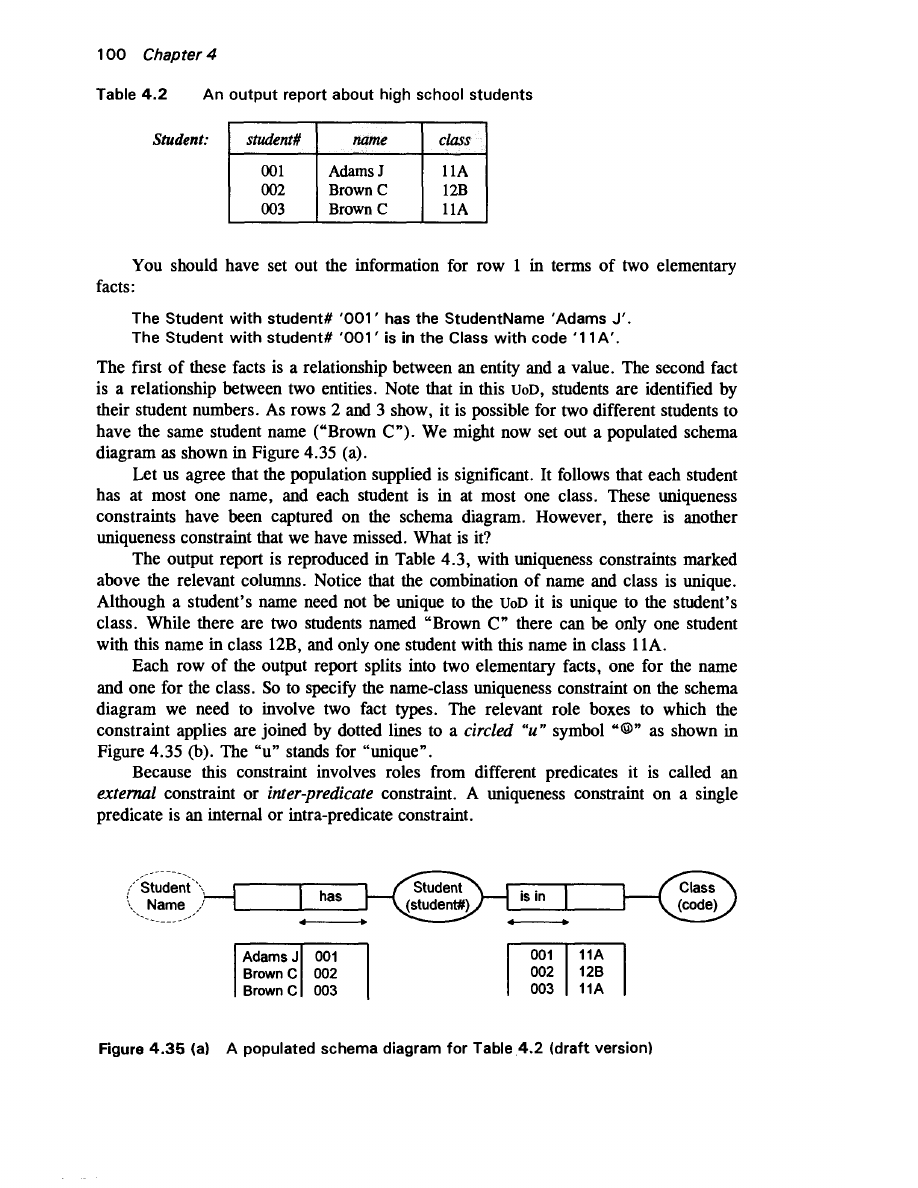 100 Chapter 4
Table 4.2 An output report about high school students
Student: student# name class
001 Adams J 11A
002 Brown C 12B
003 Brown C 11A
You should have set out the information for row 1 in terms of two elementary
facts:
The Student with student# '001' has the StudentName 'Adams J'.
The Student with student# '001' is in the Class with code '11A'.
The first of these facts is a relationship between an entity and a value. The second fact
is a relationship between two entities. Note that in this UoD, students are identified by
their student numbers. As rows 2 and 3 show, it is possible for two different students to
have the same student name ("Brown C"). We might now set out a populated schema
diagram as shown in Figure 4.35 (a).
Let us agree that the population supplied is significant. It follows that each student
has at most one name, and each student is in at most one class. These uniqueness
constraints have been captured on the schema diagram. However, there is another
uniqueness constraint that we have missed. What is it?
The output report is reproduced in Table 4.3, with uniqueness constraints marked
above the relevant columns. Notice that the combination of name and class is unique.
Although a student's name need not be unique to the UoD it is unique to the student's
class. While there are two students named "Brown C" there can be only one student
with this name in class 12B, and only one student with this name in class 11A.
Each row of the output report splits into two elementary facts, one for the name
and one for the class. So to specify the name-class uniqueness constraint on the schema
diagram we need to involve two fact types. The relevant role boxes to which the
constraint applies are joined by dotted lines to a circled "u" symbol "ⓤ" as shown in
Figure 4.35 (b). The "u" stands for "unique".
Because this constraint involves roles from different predicates it is called an
external constraint or inter-predicate constraint. A uniqueness constraint on a single
predicate is an internal or intra-predicate constraint.
Student Name
has
Student (student#)
is in
Class (code)
Adams J 001
Brown C 002
Brown C 003
001 11A
002 12B
003 11A
Figure 4.35 (a) A populated schema diagram for Table 4.2 (draft version)